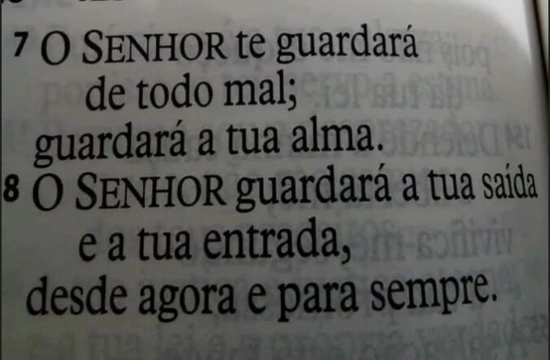 7 O SENHOR te guardará
de todo mal;
guardará a tua alma.
8 O SENHOR guardará a tua saída
e a tua entrada,
desde agora e para sempre.